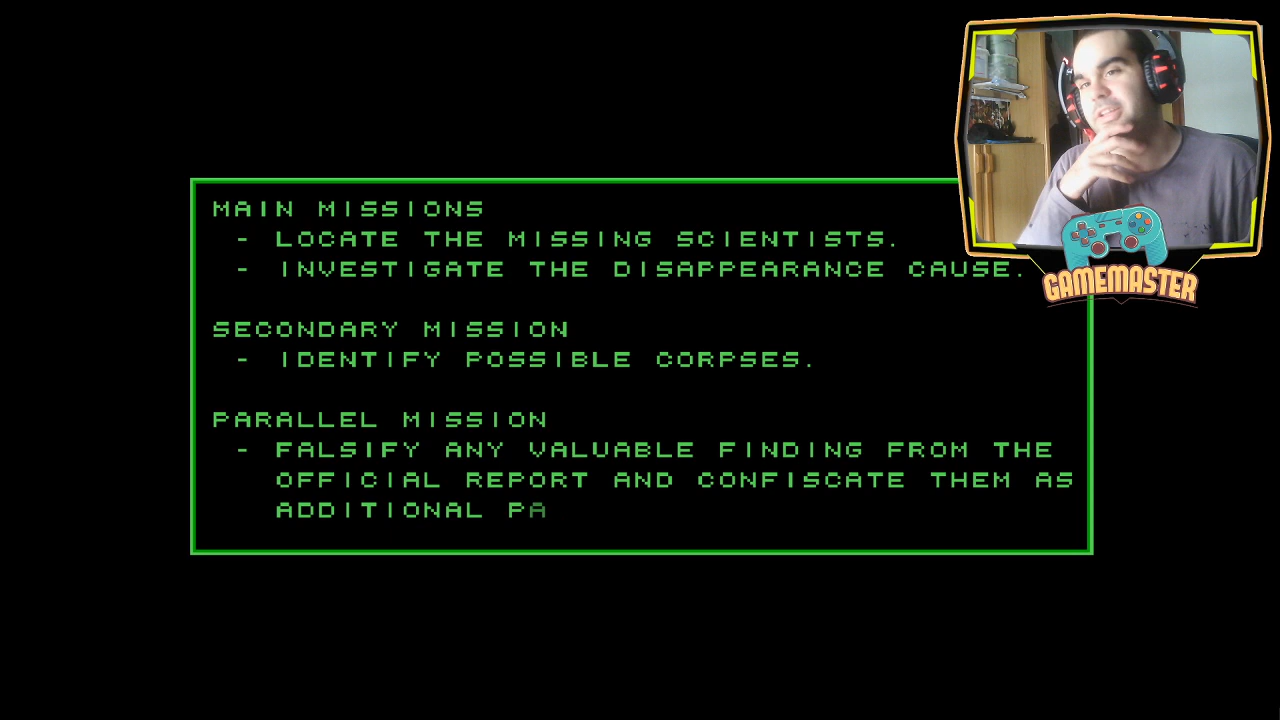 MAIN MISSIONS
- LOCATE THE MISSING SCIENTISTS.
- INVESTIGATE THE DISAPPEARANCE CAUSE.
SECONDARY MISSION
- IDENTIFY POSSIBLE CORPSES.
PARALLEL MISSION
- FALSIFY ANY VALUABLE FINDING FROM THE
OFFICIAL REPORT AND CONFISCATE THEM AS
ADDITIONAL PA
GAMEMASTER